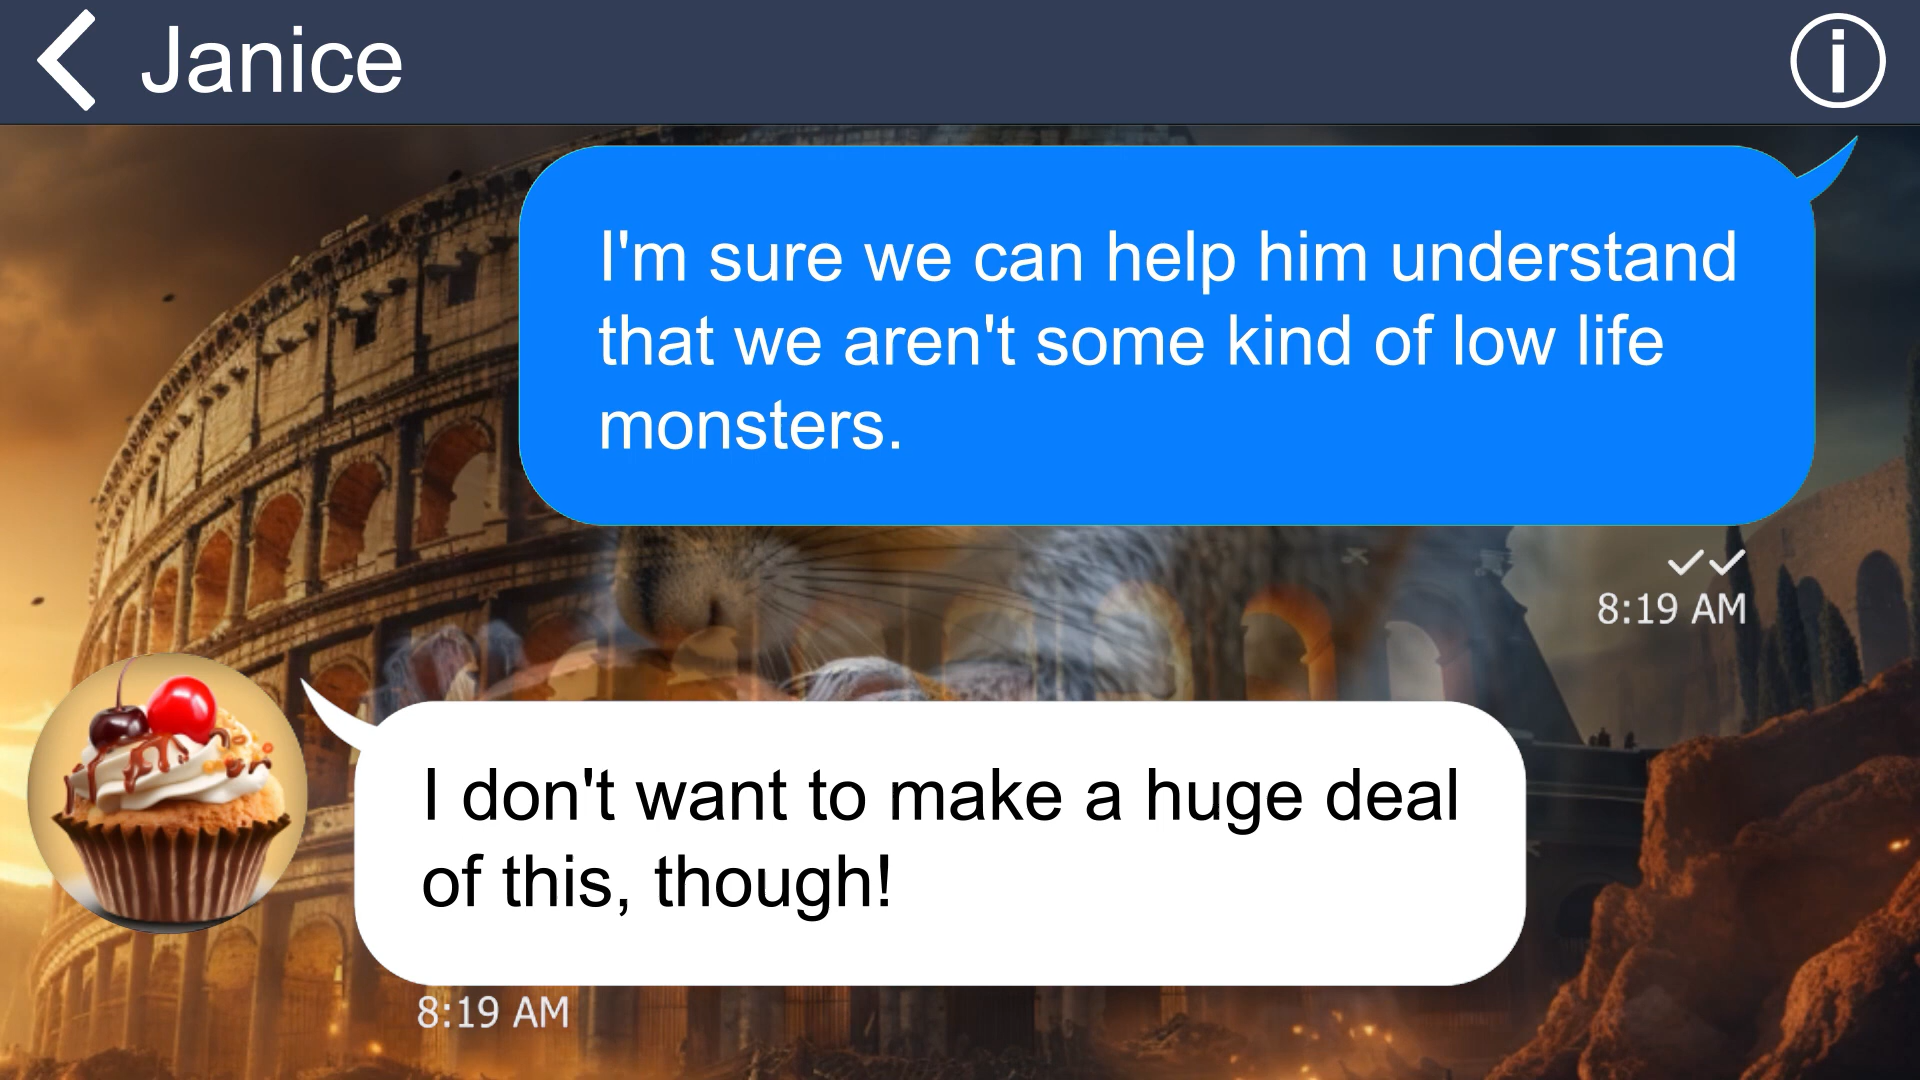 Janice
I'm sure we can help him understand
that we aren't some kind of low life
monsters.
8:19 AM
I don't want to make a huge deal
of this, though!
8:19 AM